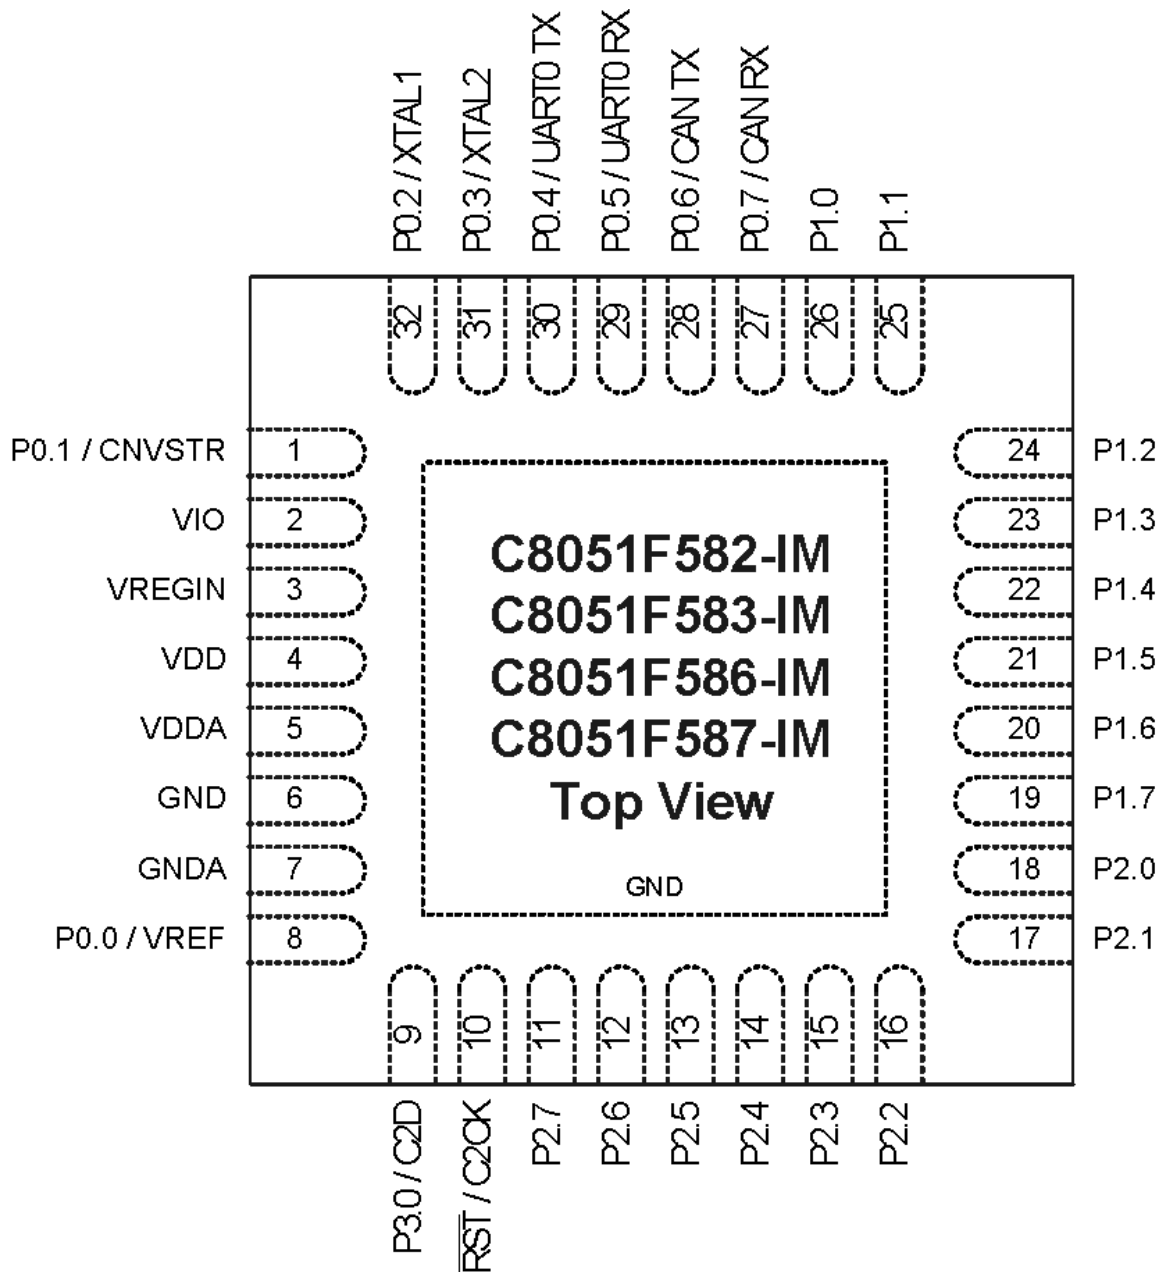 P0.2 / XTAL1
P0.3 / XTAL2
P0.4 / UART0 TX
P0.5 / UART0 RX
P0.6 / CAN TX
P0.7 / CAN RX
P1.0
P1.1
32
31
30
29
28
27
26
25
P0.1 / CNVSTR 1
VIO 2
VREGIN 3
VDD 4
VDDA 5
GND 6
GNDA 7
P0.0 / VREF 8
C8051F582-IM
C8051F583-IM
C8051F586-IM
C8051F587-IM
Top View
GND
24 P1.2
23 P1.3
22 P1.4
21 P1.5
20 P1.6
19 P1.7
18 P2.0
17 P2.1
9
10
11
12
13
14
15
16
P3.0 / C2D
RST / C2CK
P2.7
P2.6
P2.5
P2.4
P2.3
P2.2